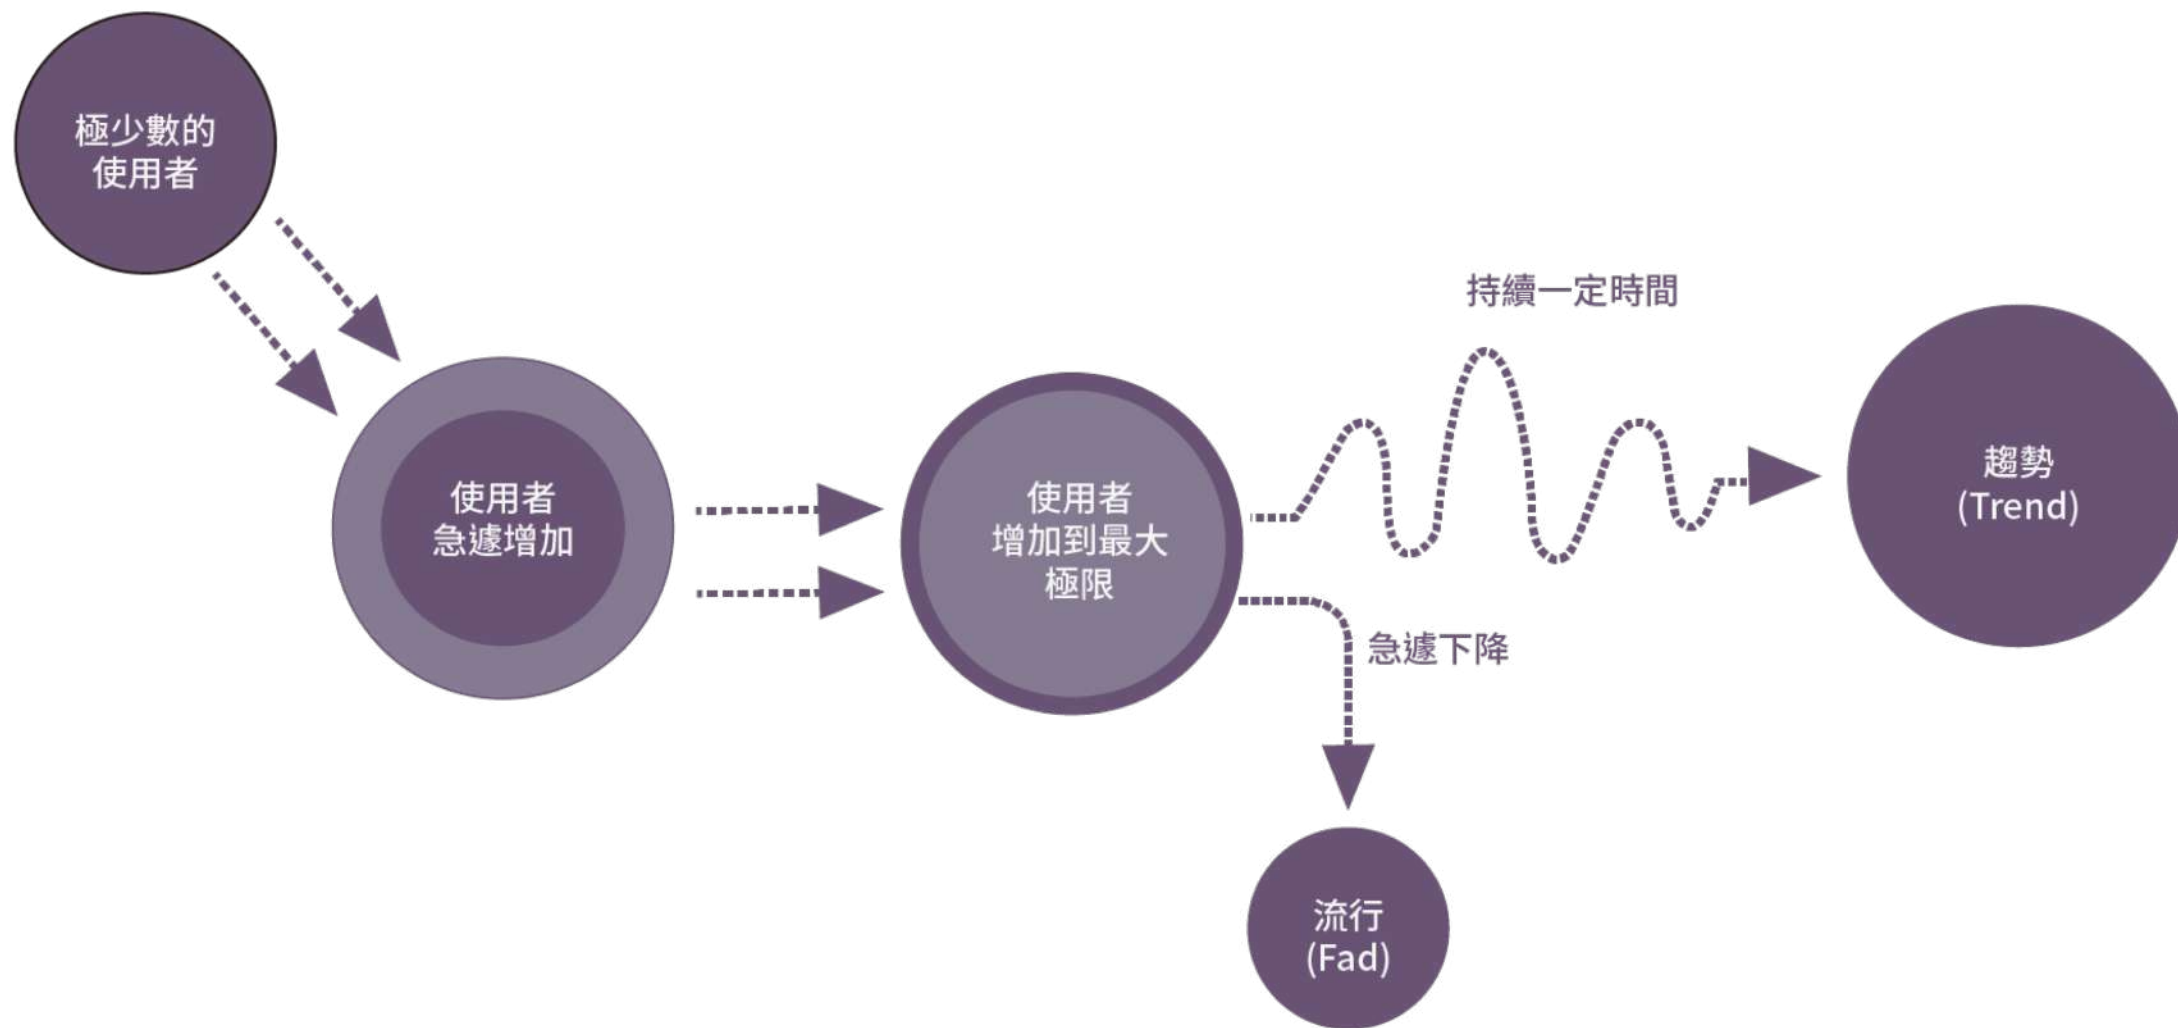 極少數的
使用者
使用者
急遽增加
使用者
增加到最大
極限
持續一定時間
急遽下降
趨勢
(Trend)
流行
(Fad)